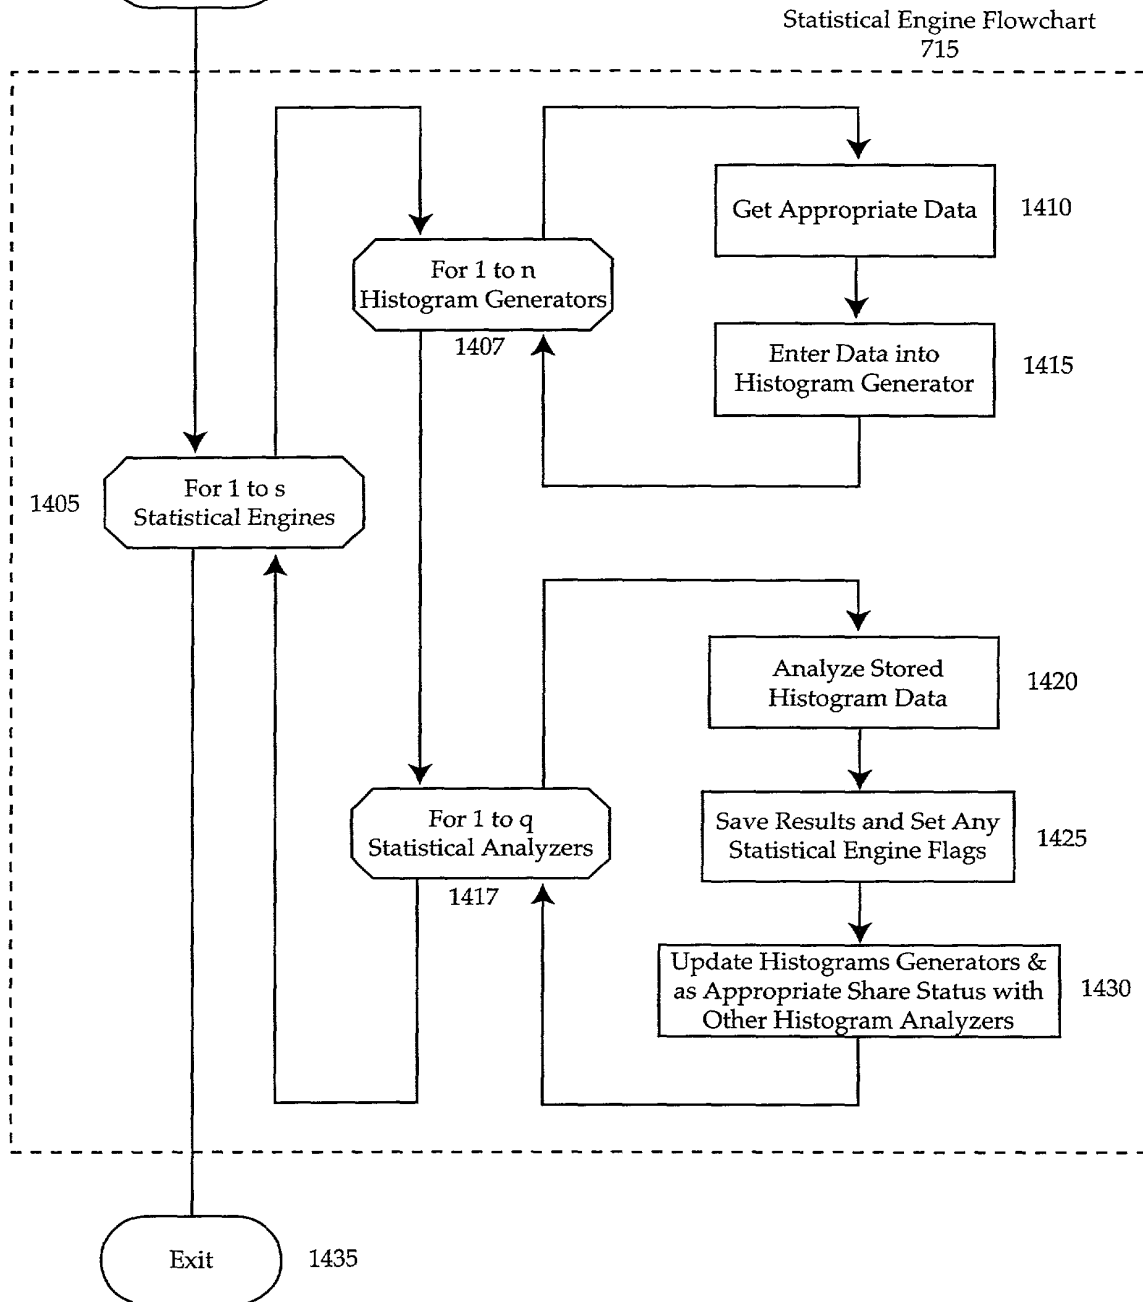 Statistical Engine Flowchart
715
Get Appropriate Data
1410
For 1 to n
Histogram Generators
1407
Enter Data into
Histogram Generator
1415
1405
For 1 to s
Statistical Engines
Analyze Stored
Histogram Data
1420
For 1 to q
Statistical Analyzers
1417
Save Results and Set Any
Statistical Engine Flags
1425
Update Histograms Generators &
as Appropriate Share Status with
Other Histogram Analyzers
1430
Exit
1435